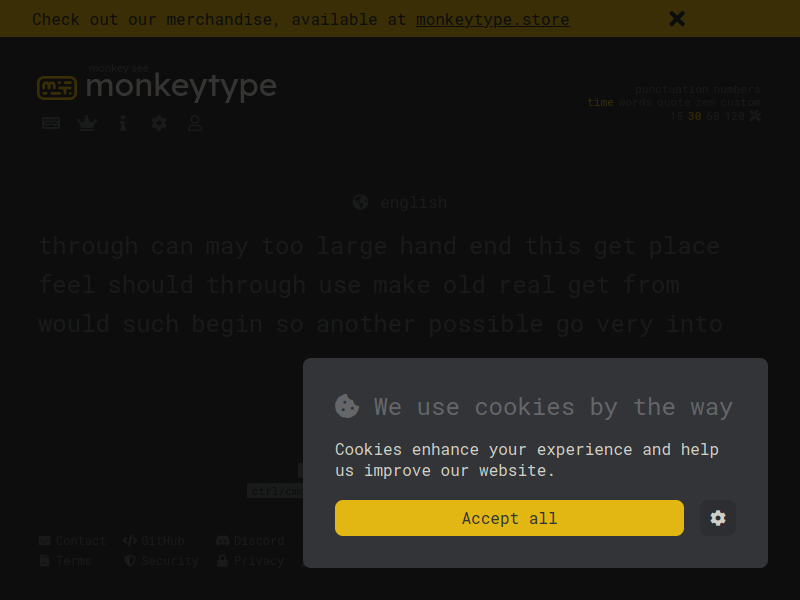 Check out our merchandise, available at monkeytype.store
monkey see
monkeytype
punctuation numbers
time words quote zen custom
15 30 60 120
english
through can may too large hand end this get place
feel should through use make old real get from
would such begin so another possible go very into
We use cookies by the way
Cookies enhance your experience and help
us improve our website.
Accept all
Contact GitHub Discord
Terms Security Privacy